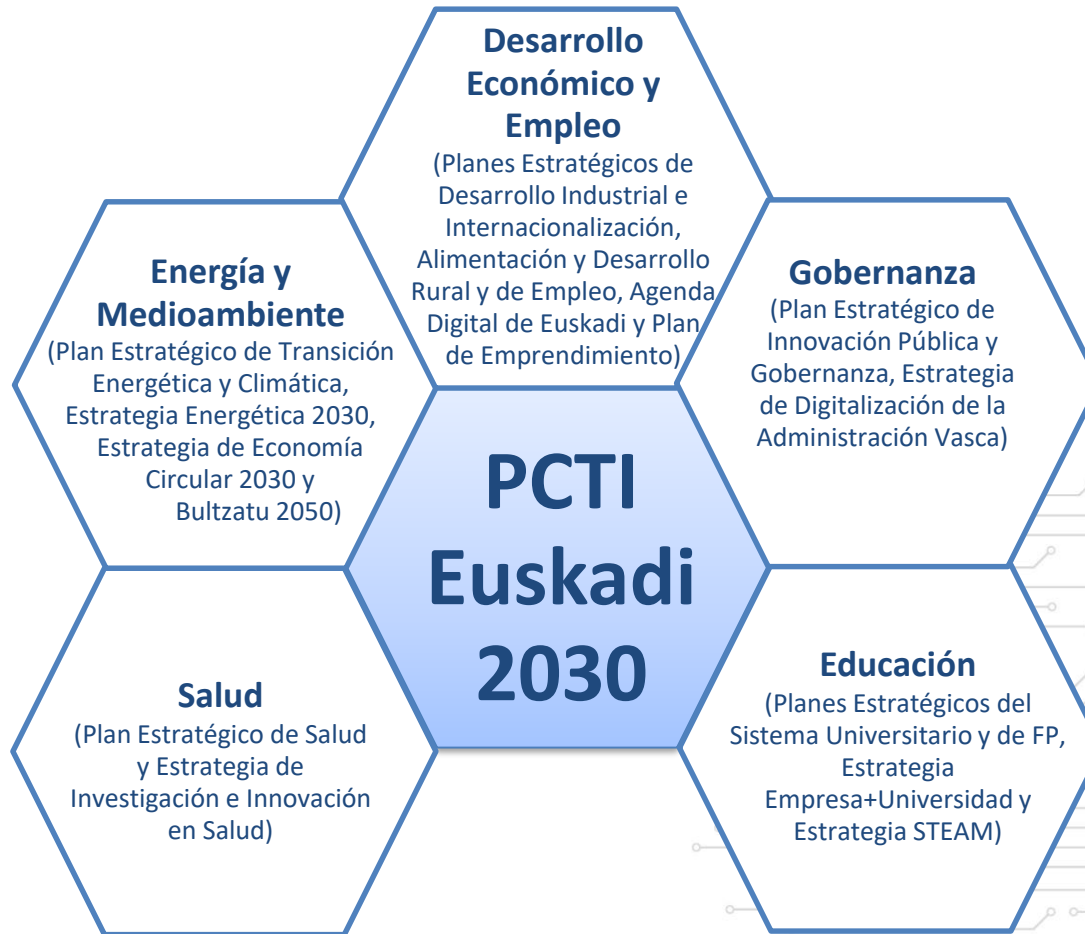 Desarrollo
Económico y
Empleo
(Planes Estratégicos de
Desarrollo Industrial e
Internacionalización,
Alimentación y Desarrollo
Rural y de Empleo, Agenda
Digital de Euskadi y Plan
de Emprendimiento)
Energía y
Medioambiente
(Plan Estratégico de Transición
Energética y Climática,
Estrategia Energética 2030,
Estrategia de Economía
Circular 2030 y
Bultzatu 2050)
Gobernanza
(Plan Estratégico de
Innovación Pública y
Gobernanza, Estrategia
de Digitalización de la
Administración Vasca)
PCTI
Euskadi
2030
Salud
(Plan Estratégico de Salud
y Estrategia de
Investigación e Innovación
en Salud)
Educación
(Planes Estratégicos del
Sistema Universitario y de FP,
Estrategia
Empresa+Universidad y
Estrategia STEAM)